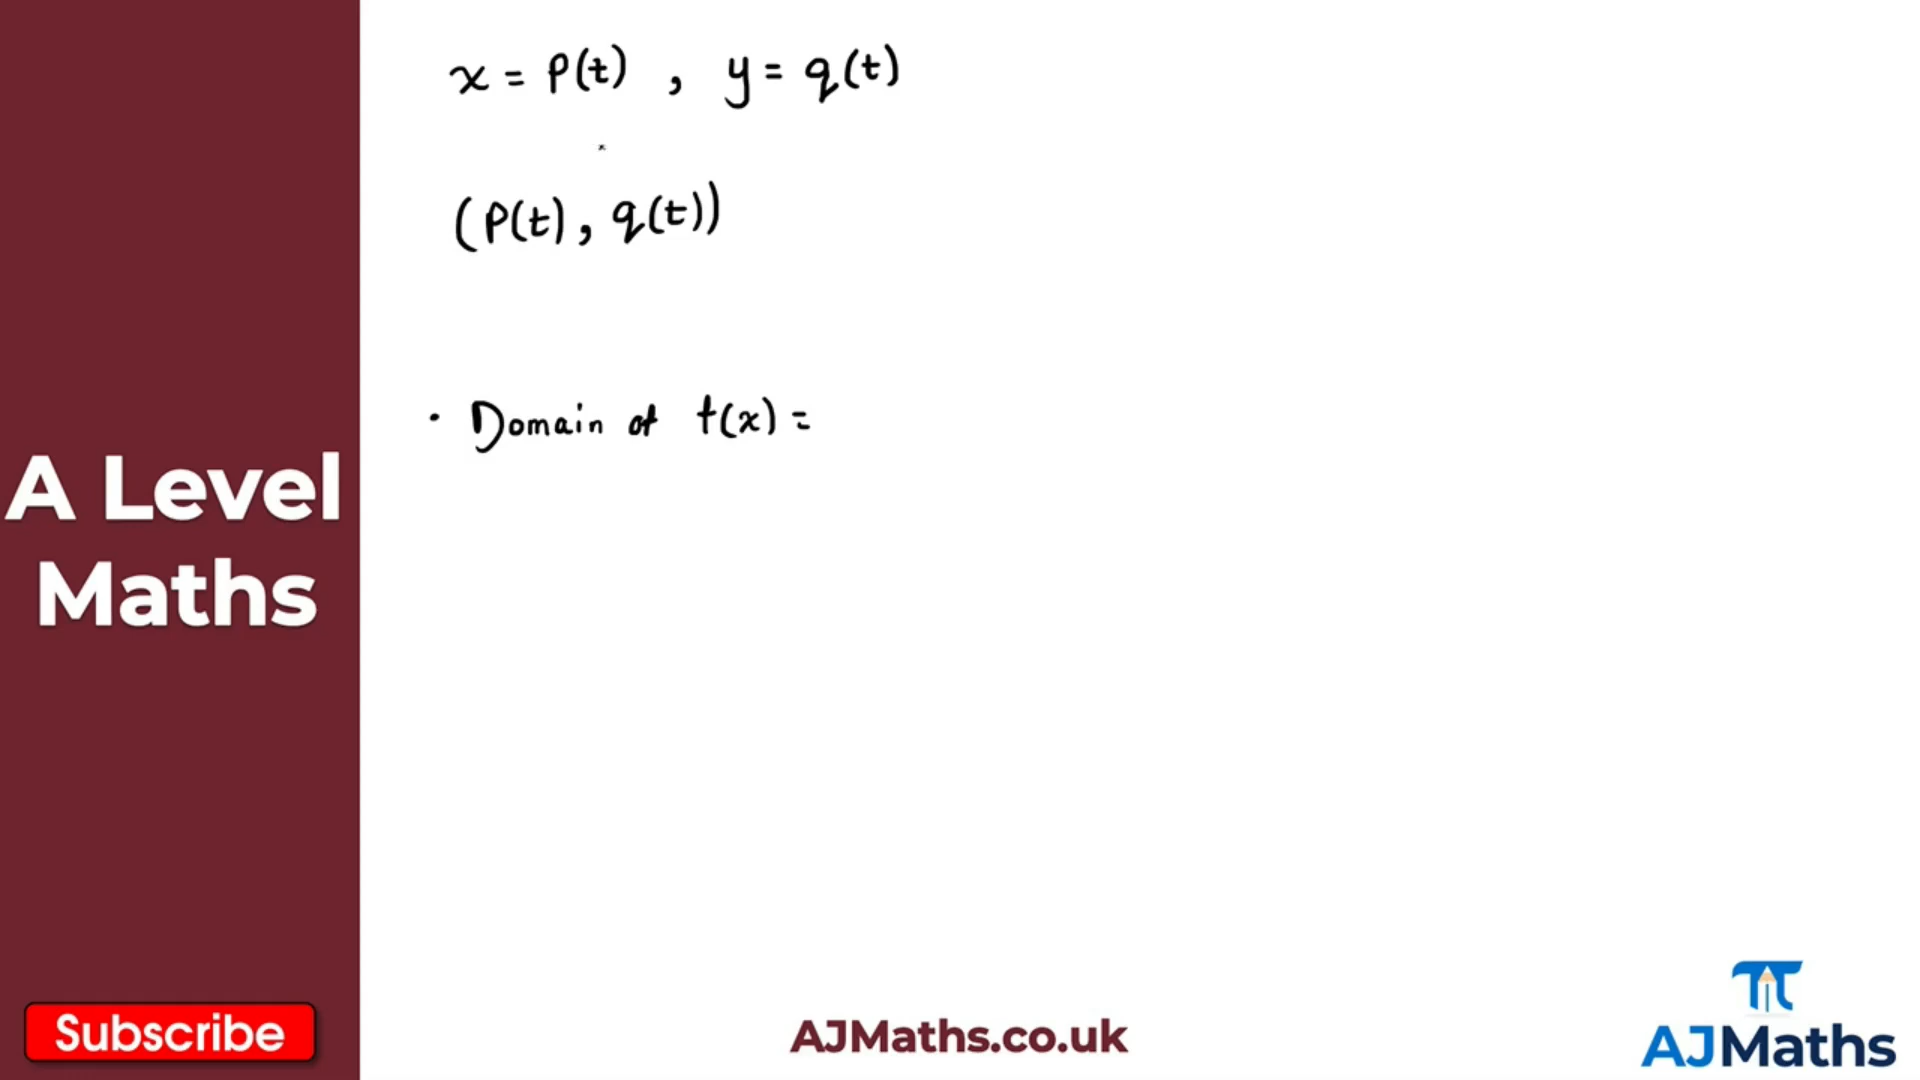 x = p(t) , y = q(t)
(p(t), q(t))
· Domain of f(x) =
A Level
Maths
Subscribe
AJMaths.co.uk
AJMaths